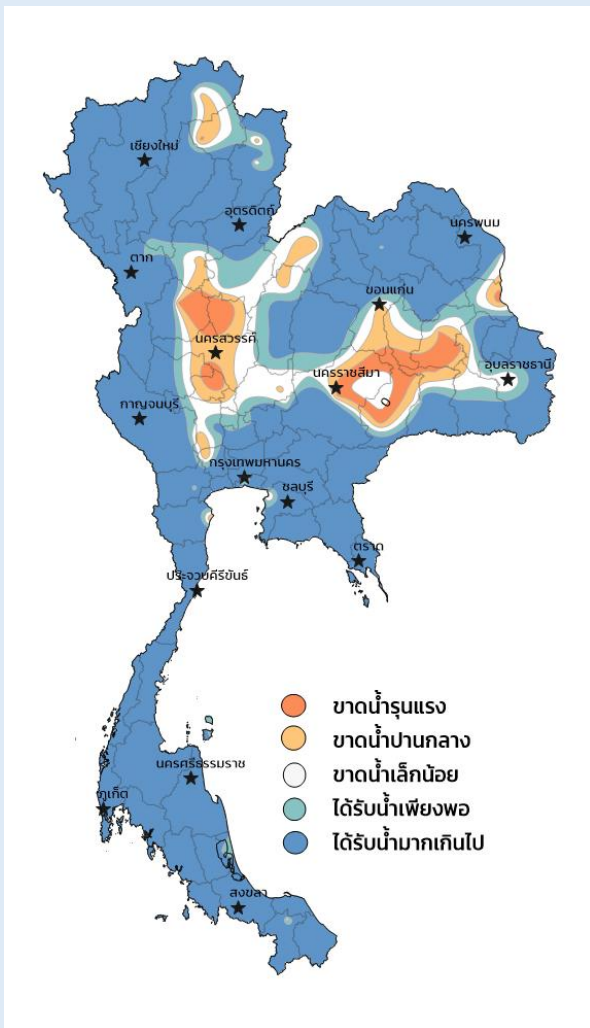 เชียงใหม่
อุตรดิตถ์
นครพนม
ตาก
ขอนแก่น
นครสวรรค์
นครราชสีมา
อุบลราชธานี
กาญจนบุรี
กรุงเทพมหานคร
ชลบุรี
ตราด
ประจวบคีรีขันธ์
ขาดน้ำรุนแรง
ขาดน้ำปานกลาง
ขาดน้ำเล็กน้อย
ได้รับน้ำเพียงพอ
ได้รับน้ำมากเกินไป
นครศรีธรรมราช
ภูเก็ต
สงขลา